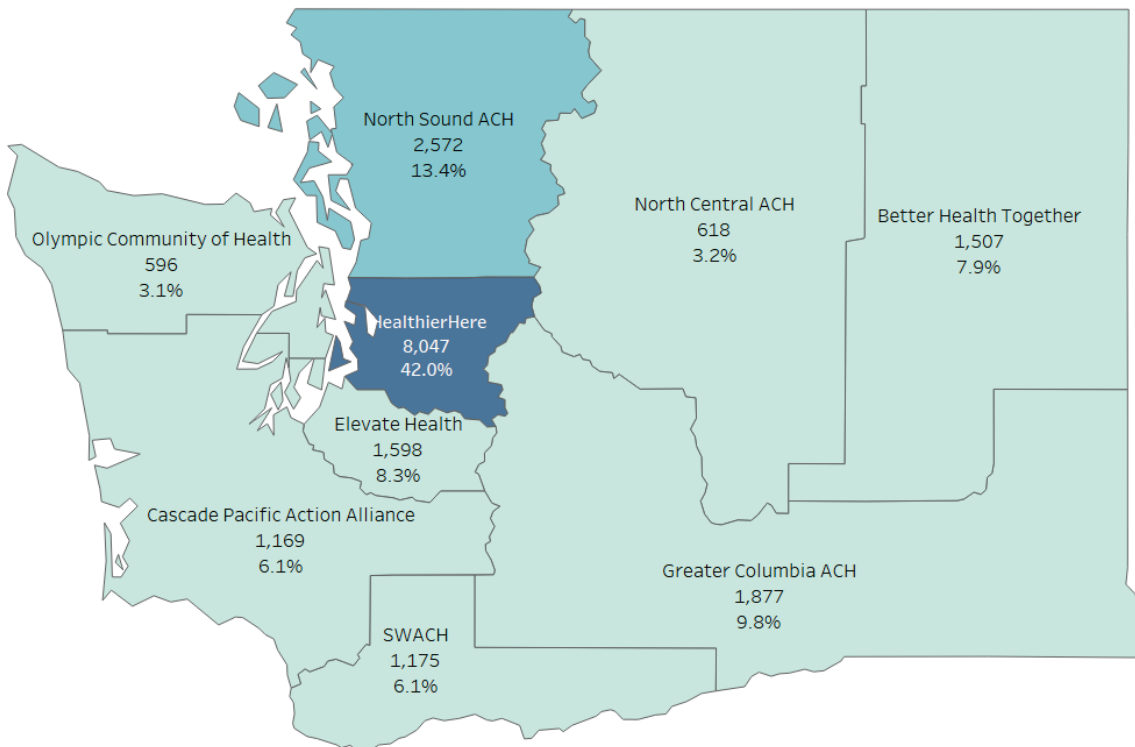 North Sound ACH
2,572
13.4%
North Central ACH
618
3.2%
Better Health Together
1,507
7.9%
Olympic Community of Health
596
3.1%
HealthierHere
8,047
42.0%
Elevate Health
1,598
8.3%
Cascade Pacific Action Alliance
1,169
6.1%
Greater Columbia ACH
1,877
9.8%
SWACH
1,175
6.1%